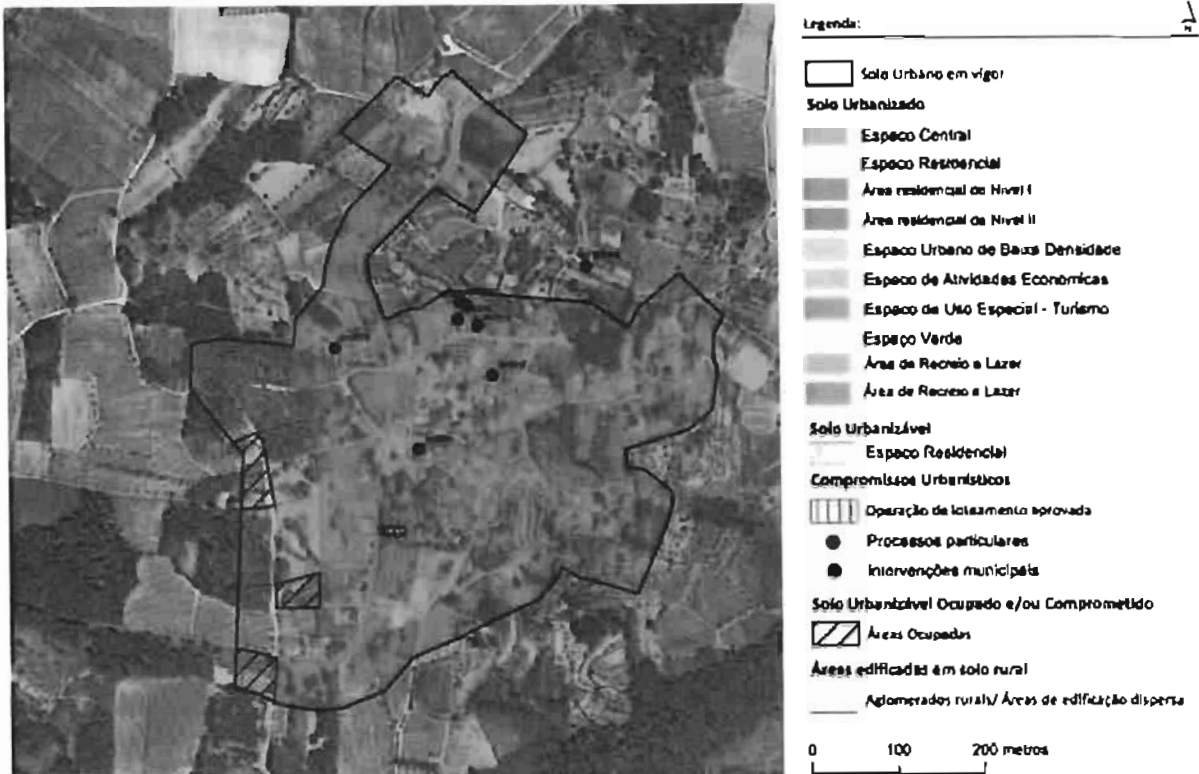 Legenda:
N
Solo Urbano em vigor
Solo Urbanizado
Espaço Central
Espaço Residencial
Área residencial de Nível I
Área residencial de Nível II
Espaço Urbano de Baixa Densidade
Espaço de Atividades Económicas
Espaço de Uso Especial - Turismo
Espaço Verde
Área de Recreio e Lazer
Área de Recreio e Lazer
Solo Urbanizável
Espaço Residencial
Compromissos Urbanísticos
Operação de loteamento aprovada
Processos particulares
Intervenções municipais
Solo Urbanizável Ocupado e/ou Comprometido
Áreas Ocupadas
Áreas edificadas em solo rural
Aglomerados rurais/ Áreas de edificação dispersa
0 100 200 metros